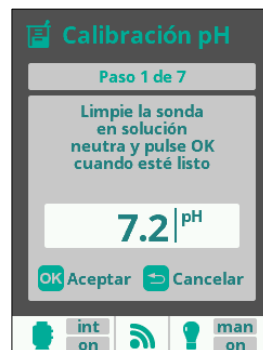 Calibración pH
Paso 1 de 7
Limpie la sonda
en solución
neutra y pulse OK
cuando esté listo
7.2 pH
OK Aceptar Cancelar
int man
on on